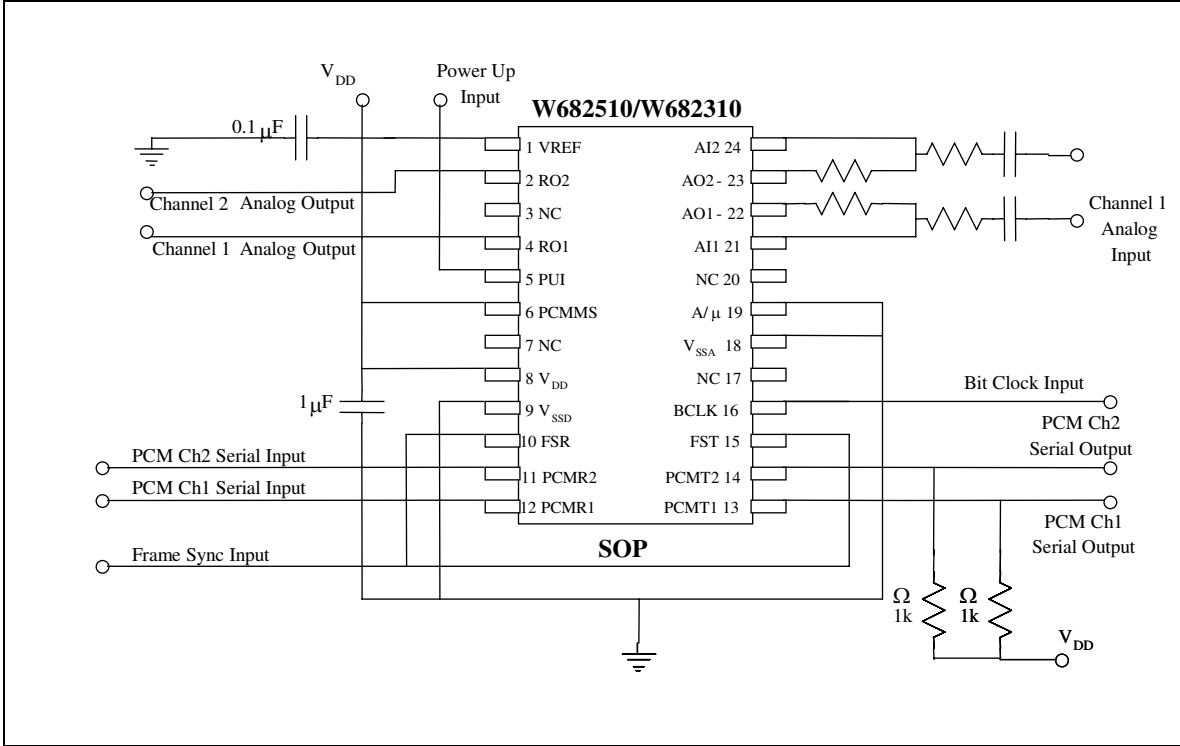 V_DD
Power Up
Input
W682510/W682310
0.1 μF
1 VREF
2 RO2
3 NC
4 RO1
5 PUI
6 PCMMS
7 NC
8 V_DD
9 V_SSD
10 FSR
11 PCMR2
12 PCMR1
AI2 24
AO2- 23
AO1- 22
AI1 21
NC 20
A/μ 19
V_SSA 18
NC 17
BCLK 16
FST 15
PCMT2 14
PCMT1 13
SOP
Channel 2 Analog Output
Channel 1 Analog Output
1 μF
PCM Ch2 Serial Input
PCM Ch1 Serial Input
Frame Sync Input
Channel 1
Analog
Input
Bit Clock Input
PCM Ch2
Serial Output
PCM Ch1
Serial Output
Ω
1k
Ω
1k
V_DD